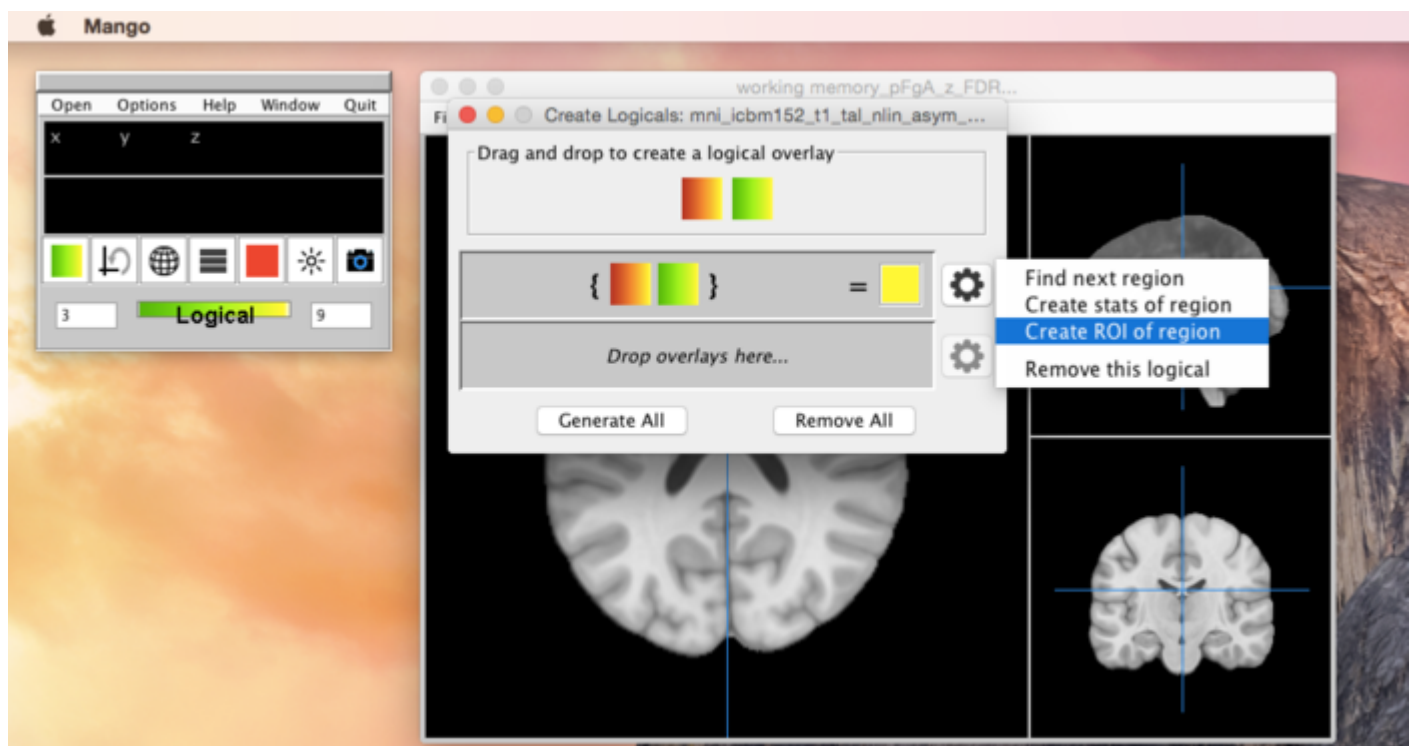 Mango
Open Options Help Window Quit
x y z
3 Logical 9
working memory_pFgA_z_FDR...
Fi
Create Logicals: mni_icbm152_t1_tal_nlin_asym_...
Drag and drop to create a logical overlay
{ } =
Drop overlays here...
Generate All Remove All
Find next region
Create stats of region
Create ROI of region
Remove this logical